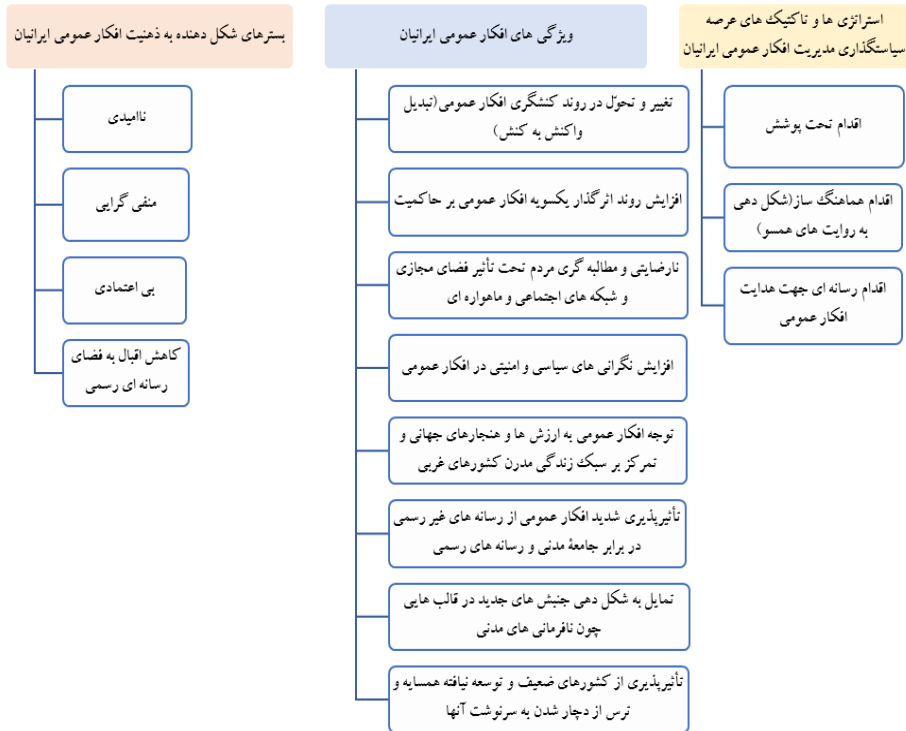 استراتژی ها و تاکتیک های عرصه
سیاستگذاری مدیریت افکار عمومی ایرانیان
اقدام تحت پوشش
اقدام هماهنگ ساز(شکل دهی
به روایت های همسو)
اقدام رسانه ای جهت هدایت
افکار عمومی
ویژگی های افکار عمومی ایرانیان
تغییر و تحوّل در روند کنشگری افکار عمومی(تبدیل
واکنش به کنش)
افزایش روند اثرگذار یکسویه افکار عمومی بر حاکمیت
نارضایتی و مطالبه گری مردم تحت تأثیر فضای مجازی
و شبکه های اجتماعی و ماهواره ای
افزایش نگرانی های سیاسی و امنیتی در افکار عمومی
توجه افکار عمومی به ارزش ها و هنجارهای جهانی و
تمرکز بر سبک زندگی مدرن کشورهای غربی
تأثیرپذیری شدید افکار عمومی از رسانه های غیر رسمی
در برابر جامعۀ مدنی و رسانه های رسمی
تمایل به شکل دهی جنبش های جدید در قالب هایی
چون نافرمانی های مدنی
تأثیرپذیری از کشورهای ضعیف و توسعه نیافته همسایه و
ترس از دچار شدن به سرنوشت آنها
بسترهای شکل دهنده به ذهنیت افکار عمومی ایرانیان
ناامیدی
منفی گرایی
بی اعتمادی
کاهش اقبال به فضای
رسانه ای رسمی